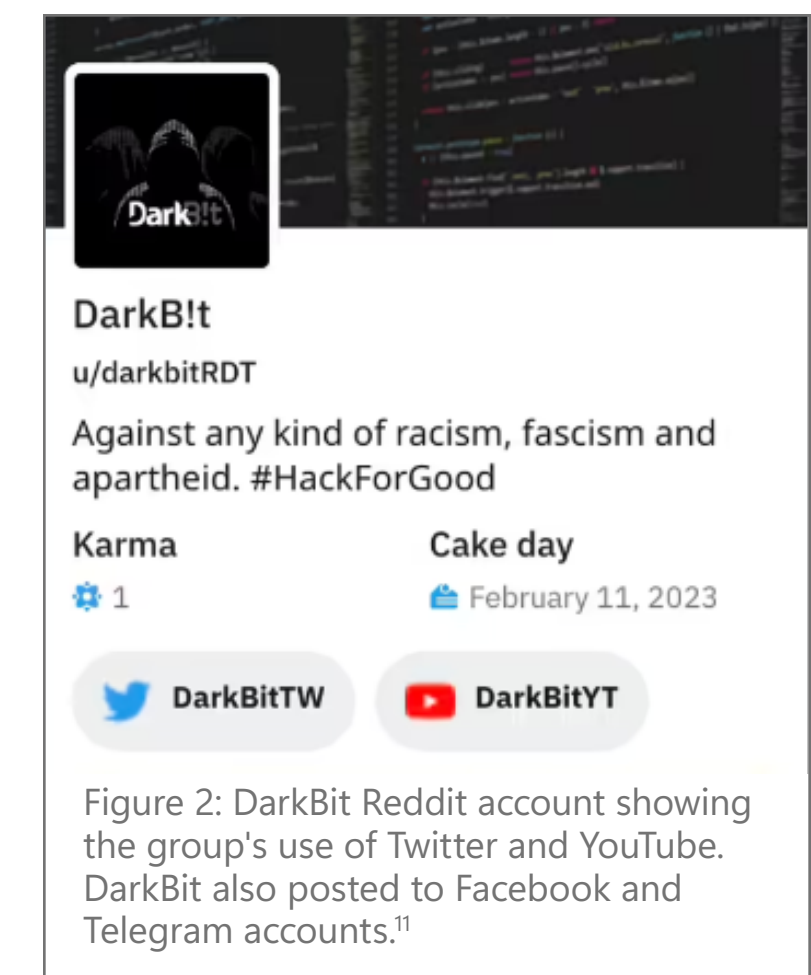 DarkB!t
DarkB!t
u/darkbitRDT
Against any kind of racism, fascism and
apartheid. #HackForGood
Karma
Cake day
1
February 11, 2023
DarkBitTW
DarkBitYT
Figure 2: DarkBit Reddit account showing
the group's use of Twitter and YouTube.
DarkBit also posted to Facebook and
Telegram accounts.11